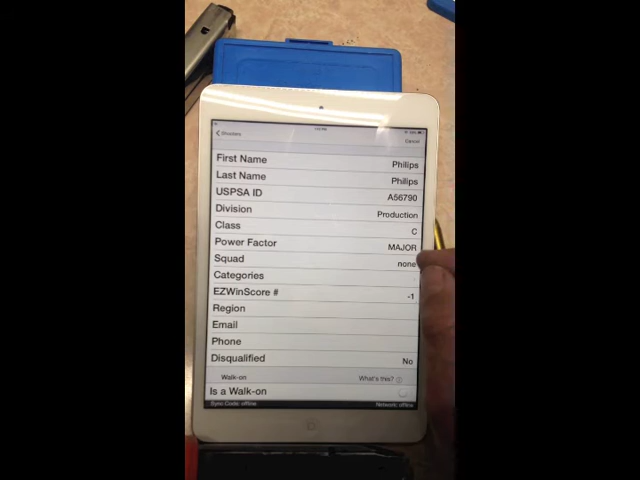 Shooters
Cancel
First Name Philips
Last Name Philips
USPSA ID A56790
Division Production
Class C
Power Factor MAJOR
Squad none
Categories
EZWinScore # -1
Region
Email
Phone
Disqualified No
Walk-on What's this?
Is a Walk-on
Sync Code: offline Network: offline